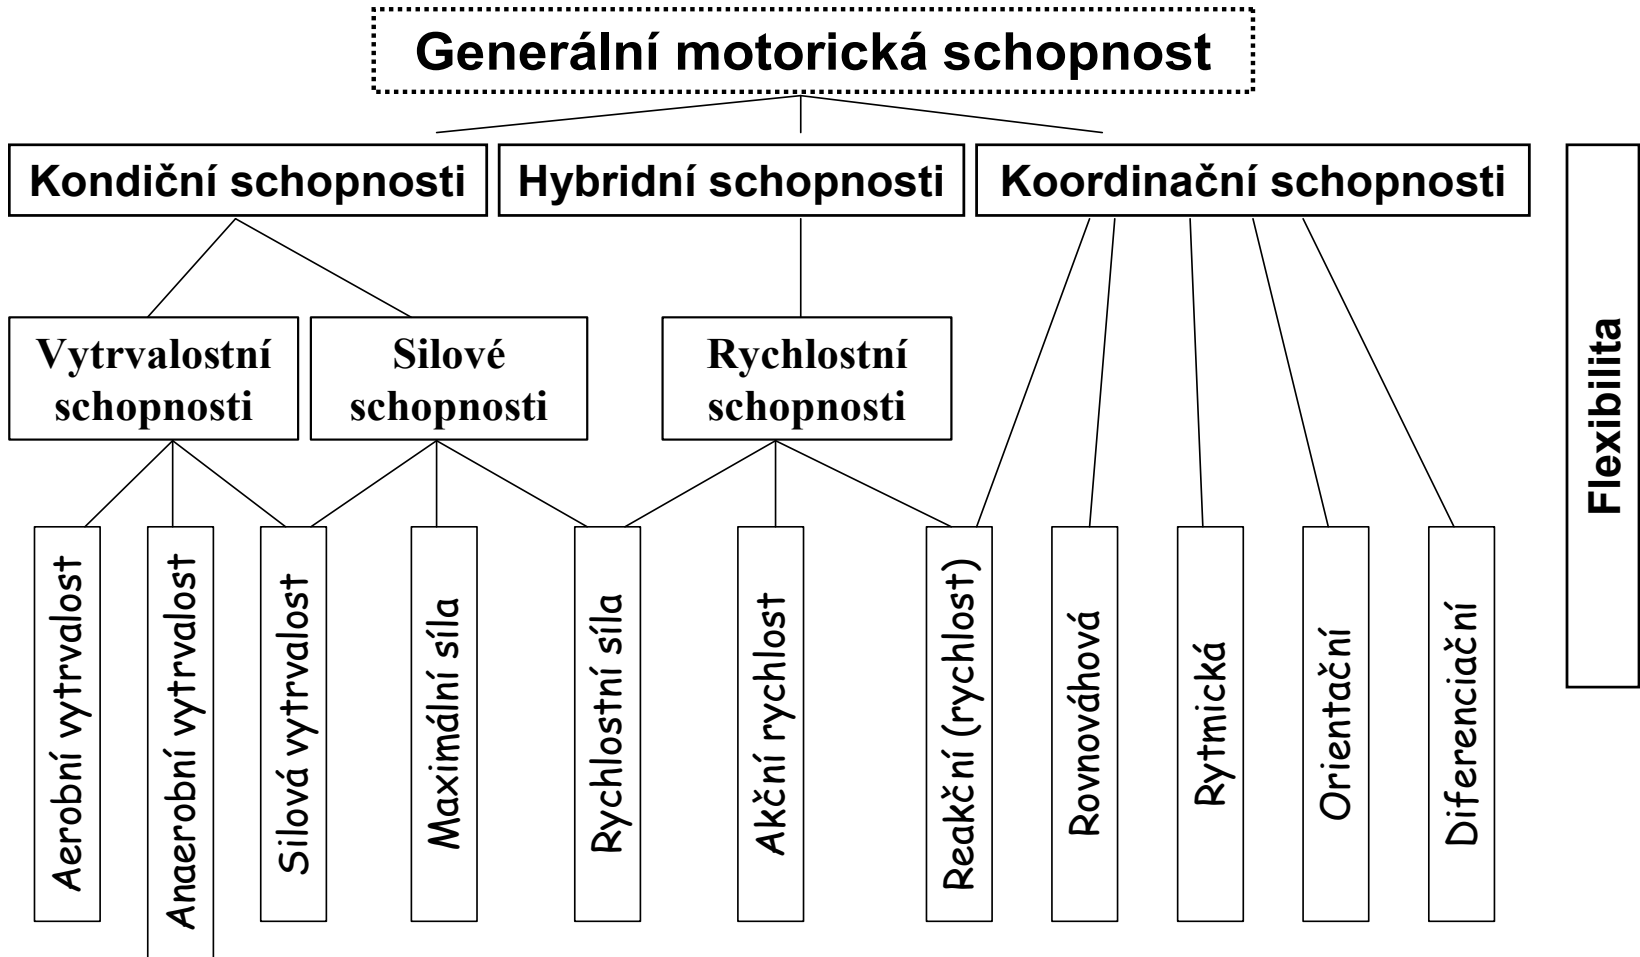 Generální motorická schopnost
Kondiční schopnosti
Hybridní schopnosti
Koordinační schopnosti
Flexibilita
Vytrvalostní
schopnosti
Silové
schopnosti
Rychlostní
schopnosti
Aerobní vytrvalost
Anaerobní vytrvalost
Silová vytrvalost
Maximální síla
Rychlostní síla
Akční rychlost
Reakční (rychlost)
Rovnováhová
Rytmická
Orientační
Diferenciační